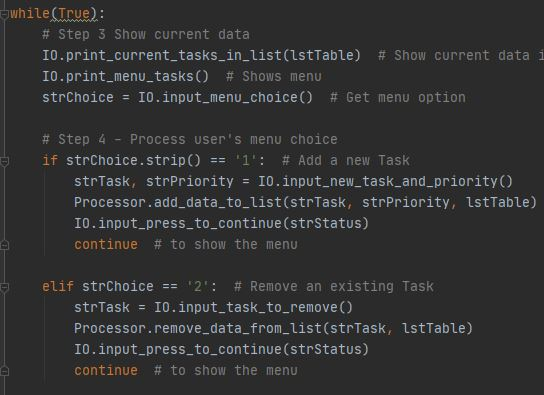 while(True):
# Step 3 Show current data
IO.print_current_tasks_in_list(lstTable)  # Show current data
IO.print_menu_tasks()  # Shows menu
strChoice = IO.input_menu_choice()  # Get menu option
# Step 4 - Process user's menu choice
if strChoice.strip() == '1':  # Add a new Task
strTask, strPriority = IO.input_new_task_and_priority()
Processor.add_data_to_list(strTask, strPriority, lstTable)
IO.input_press_to_continue(strStatus)
continue  # to show the menu
elif strChoice == '2':  # Remove an existing Task
strTask = IO.input_task_to_remove()
Processor.remove_data_from_list(strTask, lstTable)
IO.input_press_to_continue(strStatus)
continue  # to show the menu